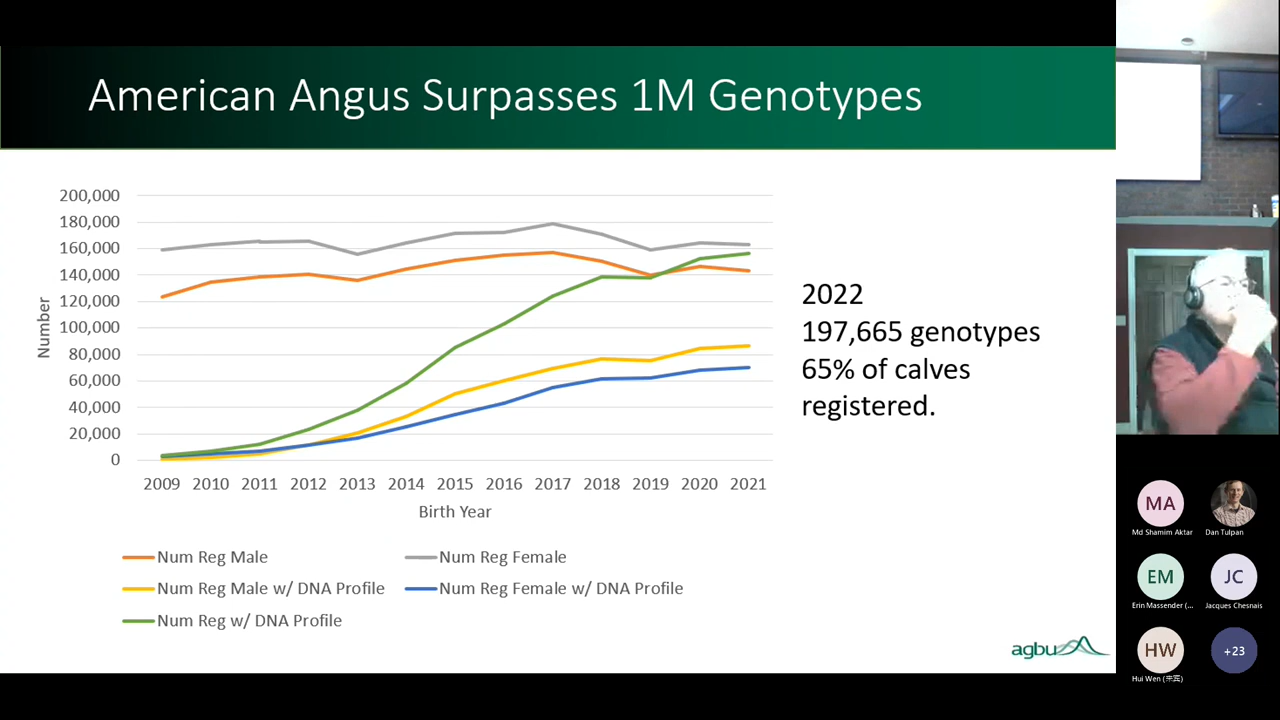 American Angus Surpasses 1M Genotypes
200,000
180,000
160,000
140,000
120,000
100,000
80,000
60,000
40,000
20,000
0
Number
2009 2010 2011 2012 2013 2014 2015 2016 2017 2018 2019 2020 2021
Birth Year
Num Reg Male
Num Reg Female
Num Reg Male w/ DNA Profile
Num Reg Female w/ DNA Profile
Num Reg w/ DNA Profile
2022
197,665 genotypes
65% of calves
registered.
agbu
MA
Md Shamim Aktar
Dan Tulpan
EM
Erin Massender (...
JC
Jacques Chesnais
HW
Hui Wen
+23